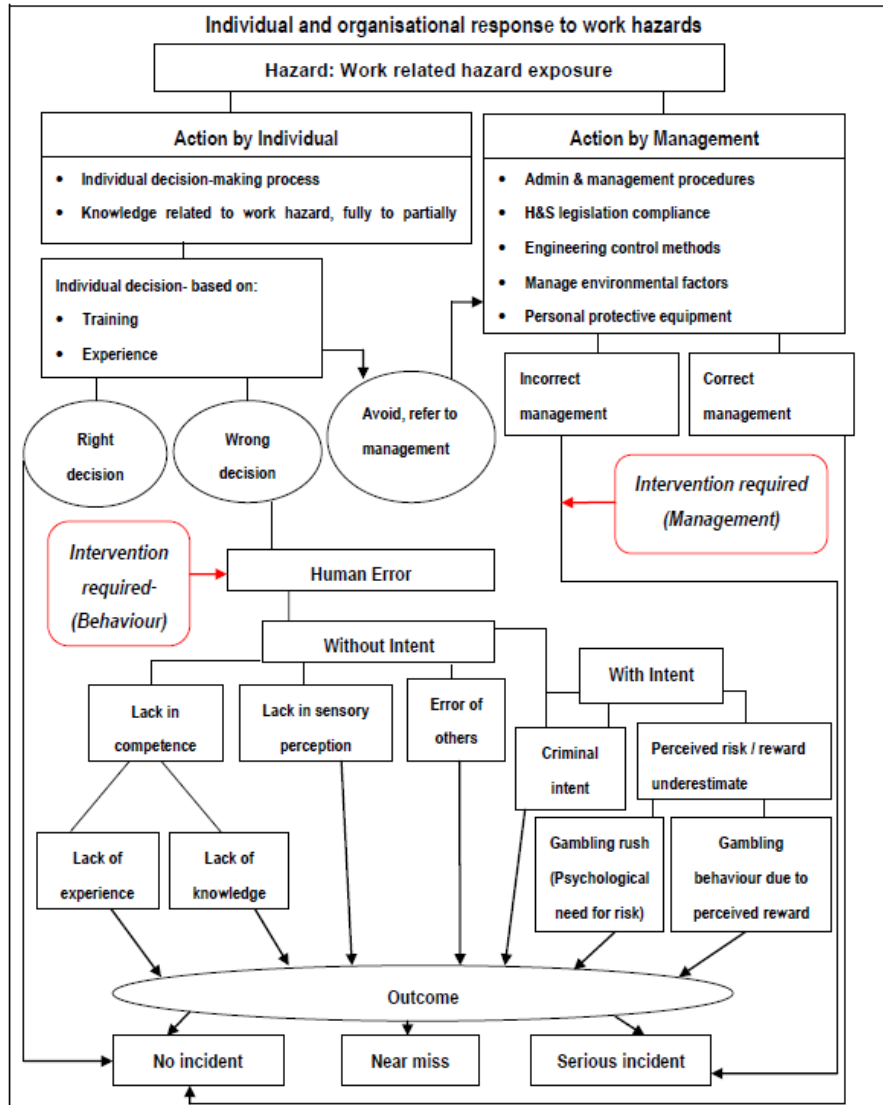 Individual and organisational response to work hazards
Hazard: Work related hazard exposure
Action by Individual
• Individual decision-making process
• Knowledge related to work hazard, fully to partially
Action by Management
• Admin & management procedures
• H&S legislation compliance
• Engineering control methods
• Manage environmental factors
• Personal protective equipment
Individual decision- based on:
• Training
• Experience
Right
decision
Wrong
decision
Avoid, refer to
management
Incorrect
management
Correct
management
Intervention required
(Management)
Intervention
required-
(Behaviour)
Human Error
Without Intent
With Intent
Lack in
competence
Lack in sensory
perception
Error of
others
Criminal
intent
Perceived risk / reward
underestimate
Lack of
experience
Lack of
knowledge
Gambling rush
(Psychological
need for risk)
Gambling
behaviour due to
perceived reward
Outcome
No incident
Near miss
Serious incident